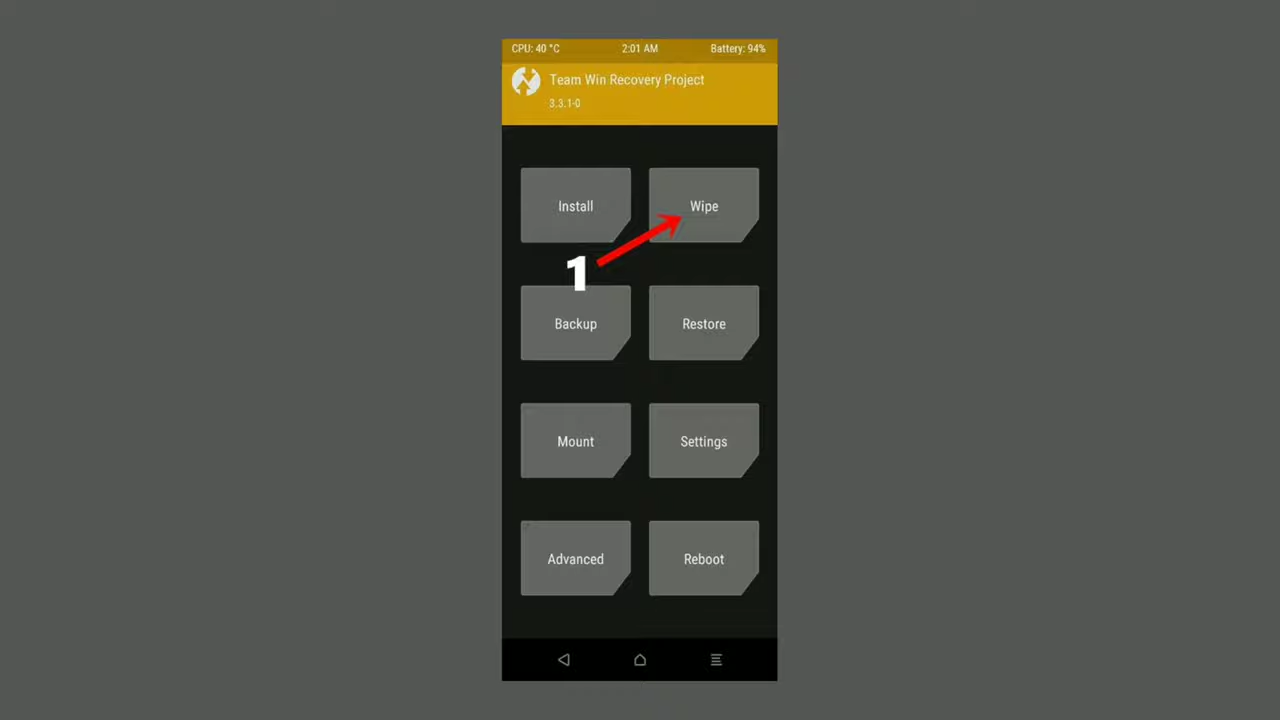 CPU: 40 °C 2:01 AM Battery: 94%
Team Win Recovery Project
3.3.1-0
Install Wipe
1
Backup Restore
Mount Settings
Advanced Reboot